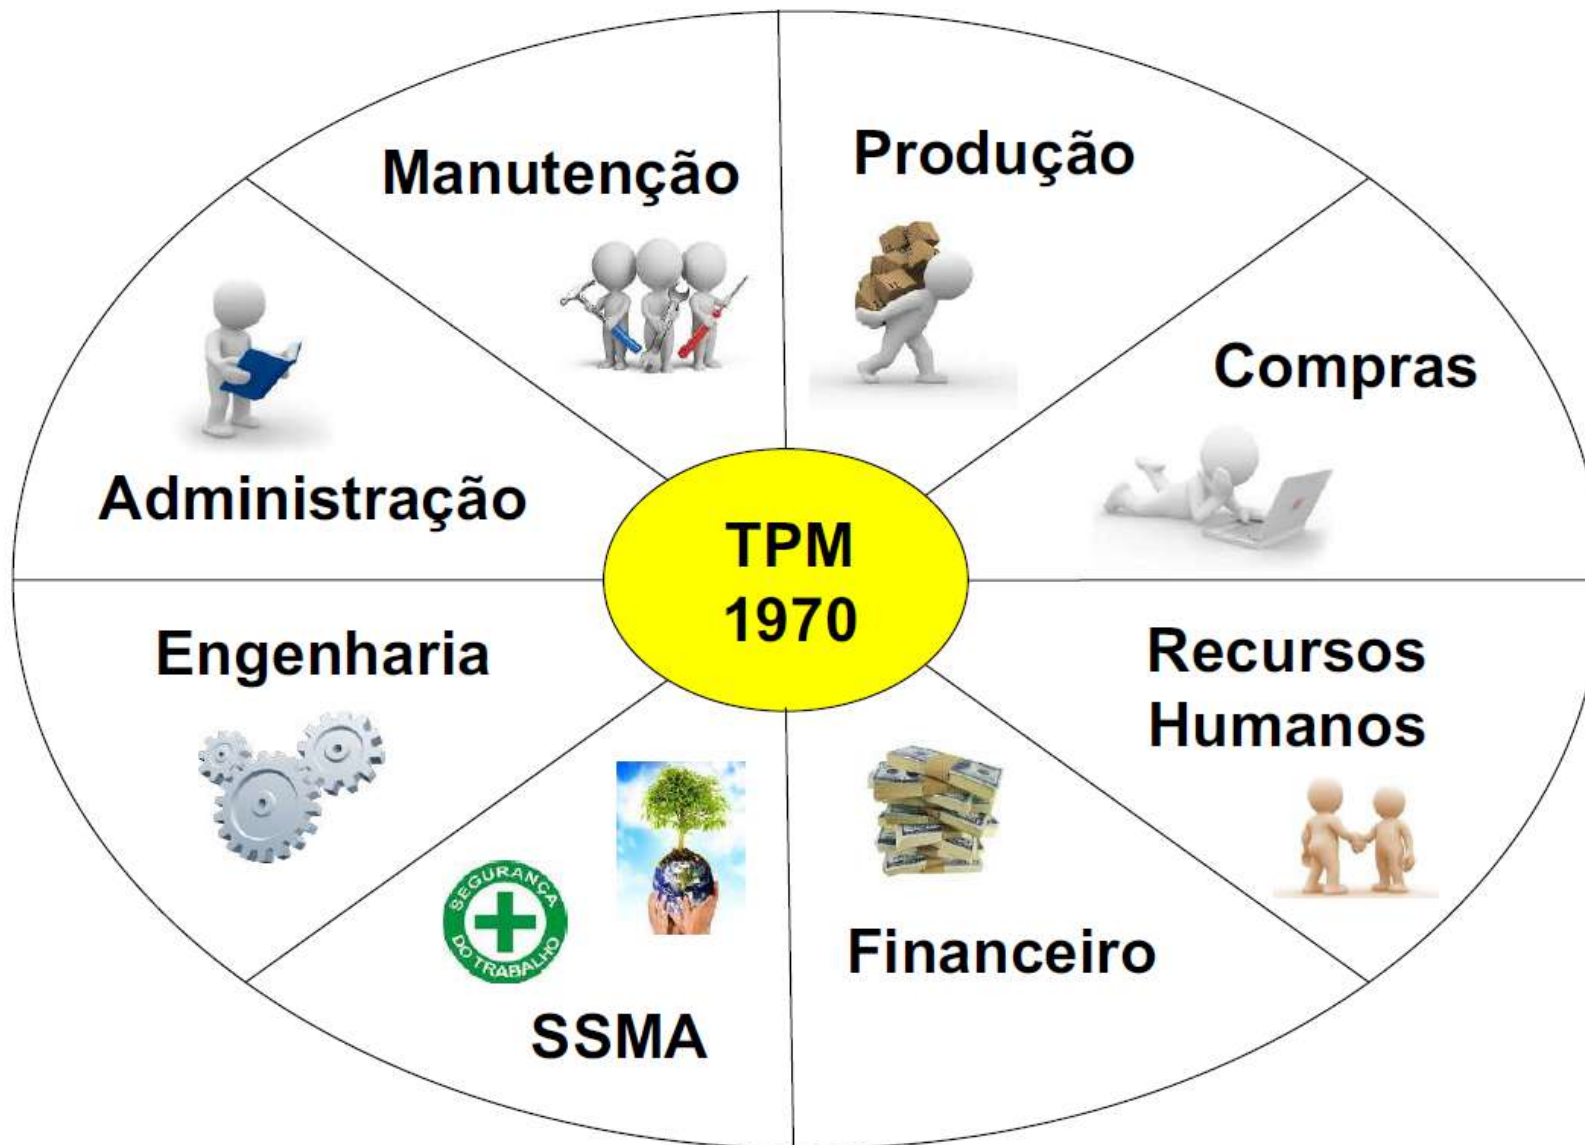 Manutenção
Produção
Compras
Administração
TPM
1970
Engenharia
Recursos
Humanos
SEGURANÇA
DO TRABALHO
Financeiro
SSMA